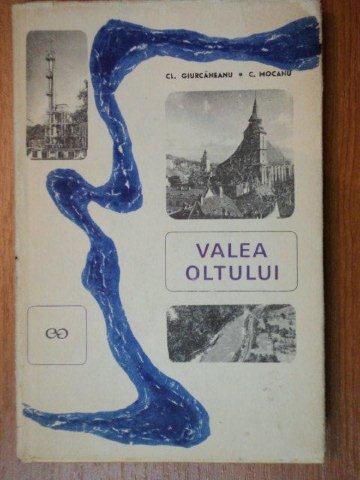 CL. GIURCĂNEANU • C. MOCANU
VALEA
OLTULUI